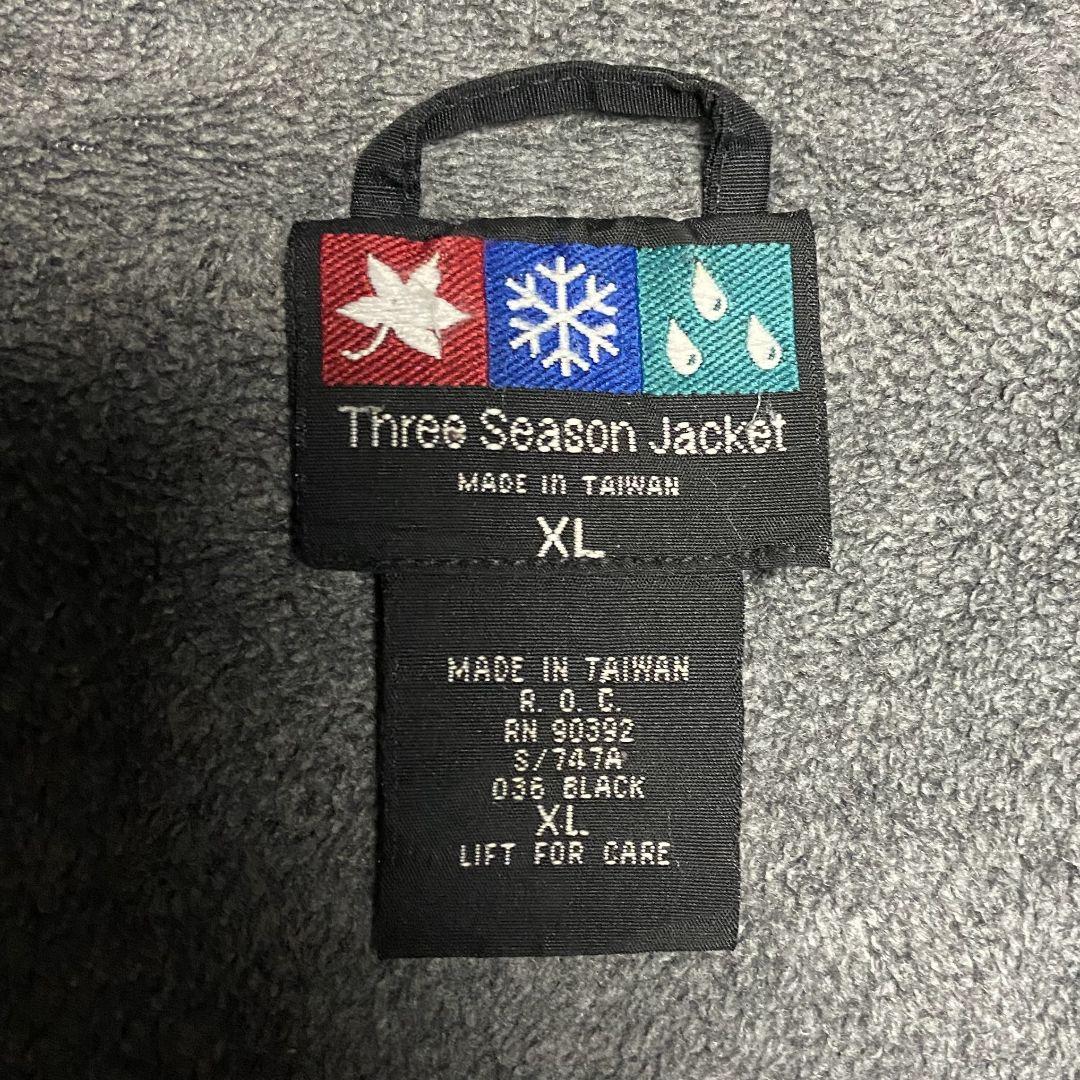 Three Season Jacket
MADE In TAIWAN
XL
MADE IN TAIWAN
R. O. C.
RN 90392
S/747A
036 BLACK
XL
LIFT FOR CARE